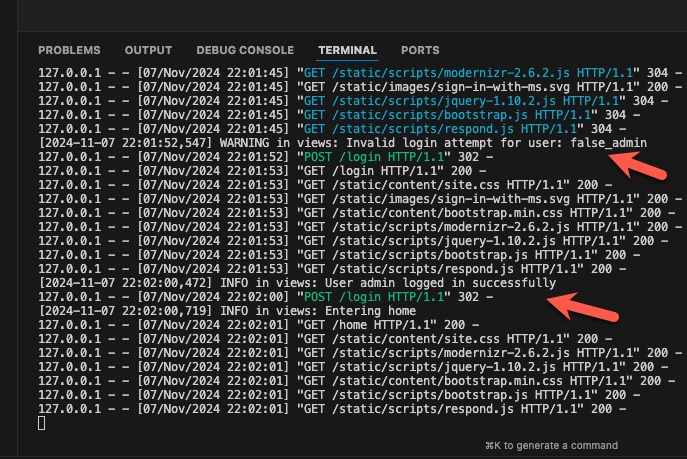 PROBLEMS OUTPUT DEBUG CONSOLE TERMINAL PORTS
127.0.0.1 - - [07/Nov/2024 22:01:45] "GET /static/scripts/modernizr-2.6.2.js HTTP/1.1" 304 -
127.0.0.1 - - [07/Nov/2024 22:01:45] "GET /static/images/sign-in-with-ms.svg HTTP/1.1" 200 -
127.0.0.1 - - [07/Nov/2024 22:01:45] "GET /static/scripts/jquery-1.10.2.js HTTP/1.1" 304 -
127.0.0.1 - - [07/Nov/2024 22:01:45] "GET /static/scripts/bootstrap.js HTTP/1.1" 304 -
127.0.0.1 - - [07/Nov/2024 22:01:45] "GET /static/scripts/respond.js HTTP/1.1" 304 -
[2024-11-07 22:01:52,547] WARNING in views: Invalid login attempt for user: false_admin
127.0.0.1 - - [07/Nov/2024 22:01:52] "POST /login HTTP/1.1" 302 -
127.0.0.1 - - [07/Nov/2024 22:01:53] "GET /login HTTP/1.1" 200 -
127.0.0.1 - - [07/Nov/2024 22:01:53] "GET /static/content/site.css HTTP/1.1" 200 -
127.0.0.1 - - [07/Nov/2024 22:01:53] "GET /static/images/sign-in-with-ms.svg HTTP/1.1" 200 -
127.0.0.1 - - [07/Nov/2024 22:01:53] "GET /static/content/bootstrap.min.css HTTP/1.1" 200 -
127.0.0.1 - - [07/Nov/2024 22:01:53] "GET /static/scripts/modernizr-2.6.2.js HTTP/1.1" 200 -
127.0.0.1 - - [07/Nov/2024 22:01:53] "GET /static/scripts/jquery-1.10.2.js HTTP/1.1" 200 -
127.0.0.1 - - [07/Nov/2024 22:01:53] "GET /static/scripts/bootstrap.js HTTP/1.1" 200 -
127.0.0.1 - - [07/Nov/2024 22:01:53] "GET /static/scripts/respond.js HTTP/1.1" 200 -
[2024-11-07 22:02:00,472] INFO in views: User admin logged in successfully
127.0.0.1 - - [07/Nov/2024 22:02:00] "POST /login HTTP/1.1" 302 -
[2024-11-07 22:02:00,719] INFO in views: Entering home
127.0.0.1 - - [07/Nov/2024 22:02:01] "GET /home HTTP/1.1" 200 -
127.0.0.1 - - [07/Nov/2024 22:02:01] "GET /static/content/site.css HTTP/1.1" 200 -
127.0.0.1 - - [07/Nov/2024 22:02:01] "GET /static/scripts/modernizr-2.6.2.js HTTP/1.1" 200 -
127.0.0.1 - - [07/Nov/2024 22:02:01] "GET /static/scripts/jquery-1.10.2.js HTTP/1.1" 200 -
127.0.0.1 - - [07/Nov/2024 22:02:01] "GET /static/content/bootstrap.min.css HTTP/1.1" 200 -
127.0.0.1 - - [07/Nov/2024 22:02:01] "GET /static/scripts/bootstrap.js HTTP/1.1" 200 -
127.0.0.1 - - [07/Nov/2024 22:02:01] "GET /static/scripts/respond.js HTTP/1.1" 200 -
⌘K to generate a command